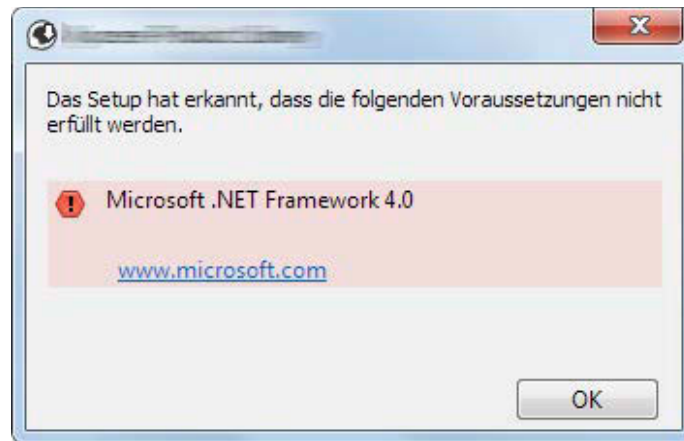 Das Setup hat erkannt, dass die folgenden Voraussetzungen nicht
erfüllt werden.
Microsoft .NET Framework 4.0
www.microsoft.com
OK